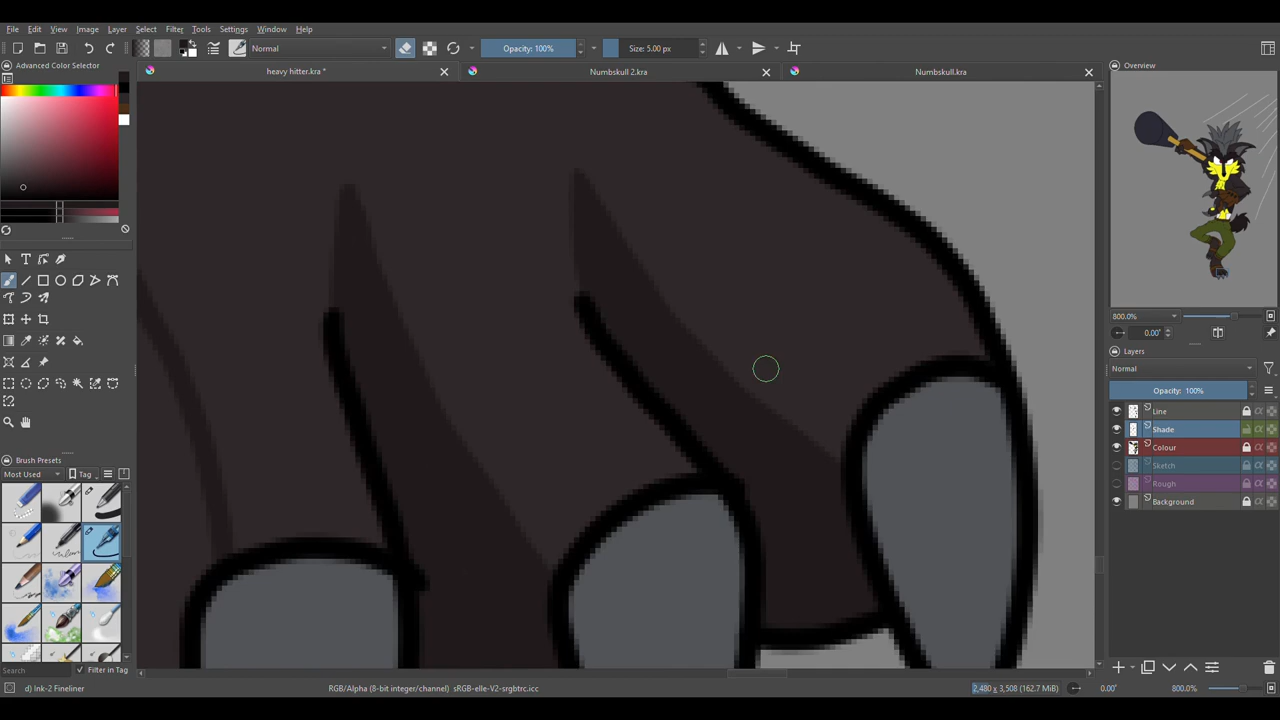 File Edit View Image Layer Select Filter Tools Settings Window Help
Normal Opacity: 100% Size: 5.00 px
Advanced Color Selector
heavy hitter.kra *
Numbskull 2.kra
Numbskull.kra
Overview
800.0%
0.00°
Layers
Normal
Opacity: 100%
Line
Shade
Colour
Sketch
Rough
Background
Brush Presets
Most Used Tag
Search Filter in Tag
d) Ink-2 Fineliner RGB/Alpha (8-bit integer/channel) sRGB-elle-V2-srgbtrc.icc 2,480 x 3,508 (162.7 MiB) 0.00° 800.0%